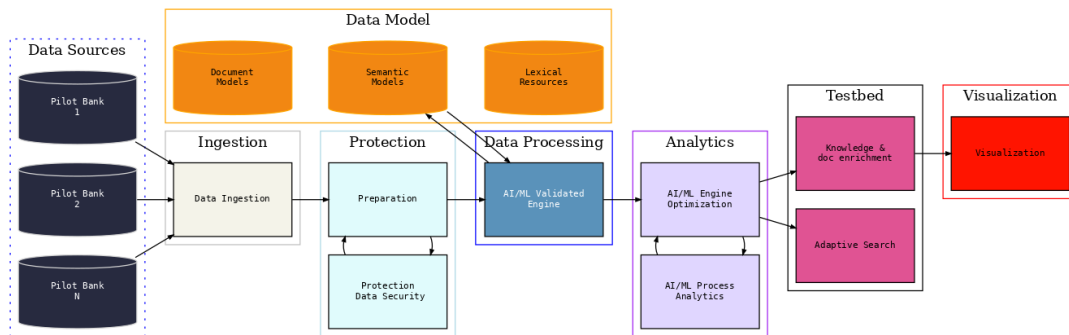 Data Model
Data Sources
Document
Models
Semantic
Models
Lexical
Resources
Pilot Bank
1
Pilot Bank
2
Pilot Bank
N
Ingestion
Data Ingestion
Protection
Preparation
Protection
Data Security
Data Processing
AI/ML Validated
Engine
Analytics
AI/ML Engine
Optimization
AI/ML Process
Analytics
Testbed
Knowledge &
doc enrichment
Adaptive Search
Visualization
Visualization